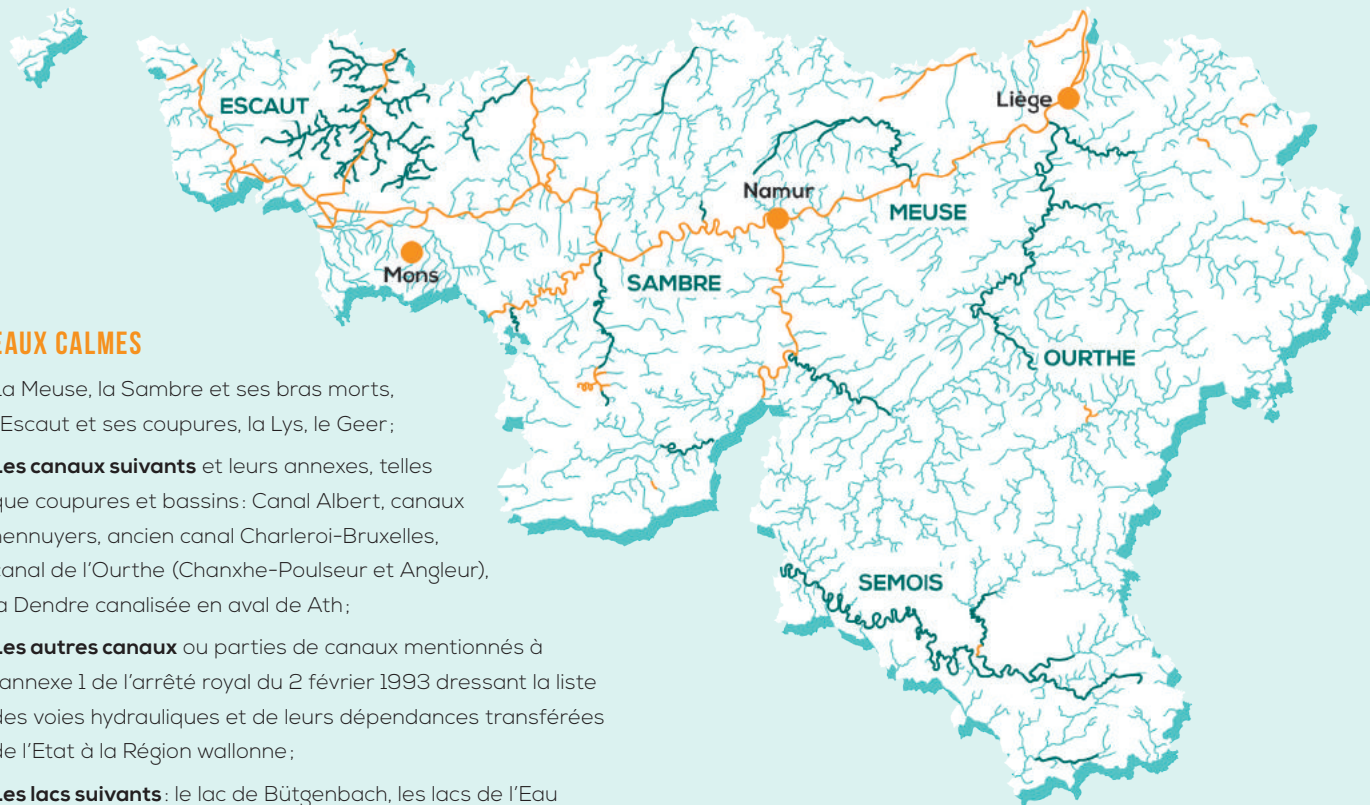 ESCAUT
Liège
Namur
MEUSE
Mons
SAMBRE
OURTHE
SEMOIS
EAUX CALMES
La Meuse, la Sambre et ses bras morts,
l'Escaut et ses coupures, la Lys, le Geer;
Les canaux suivants et leurs annexes, telles
que coupures et bassins: Canal Albert, canaux
hennuyers, ancien canal Charleroi-Bruxelles,
canal de l'Ourthe (Chanxhe-Poulseur et Angleur),
la Dendre canalisée en aval de Ath;
Les autres canaux ou parties de canaux mentionnés à
l'annexe 1 de l'arrêté royal du 2 février 1993 dressant la liste
des voies hydrauliques et de leurs dépendances transférées
de l'Etat à la Région wallonne;
Les lacs suivants: le lac de Bütgenbach, les lacs de l'Eau